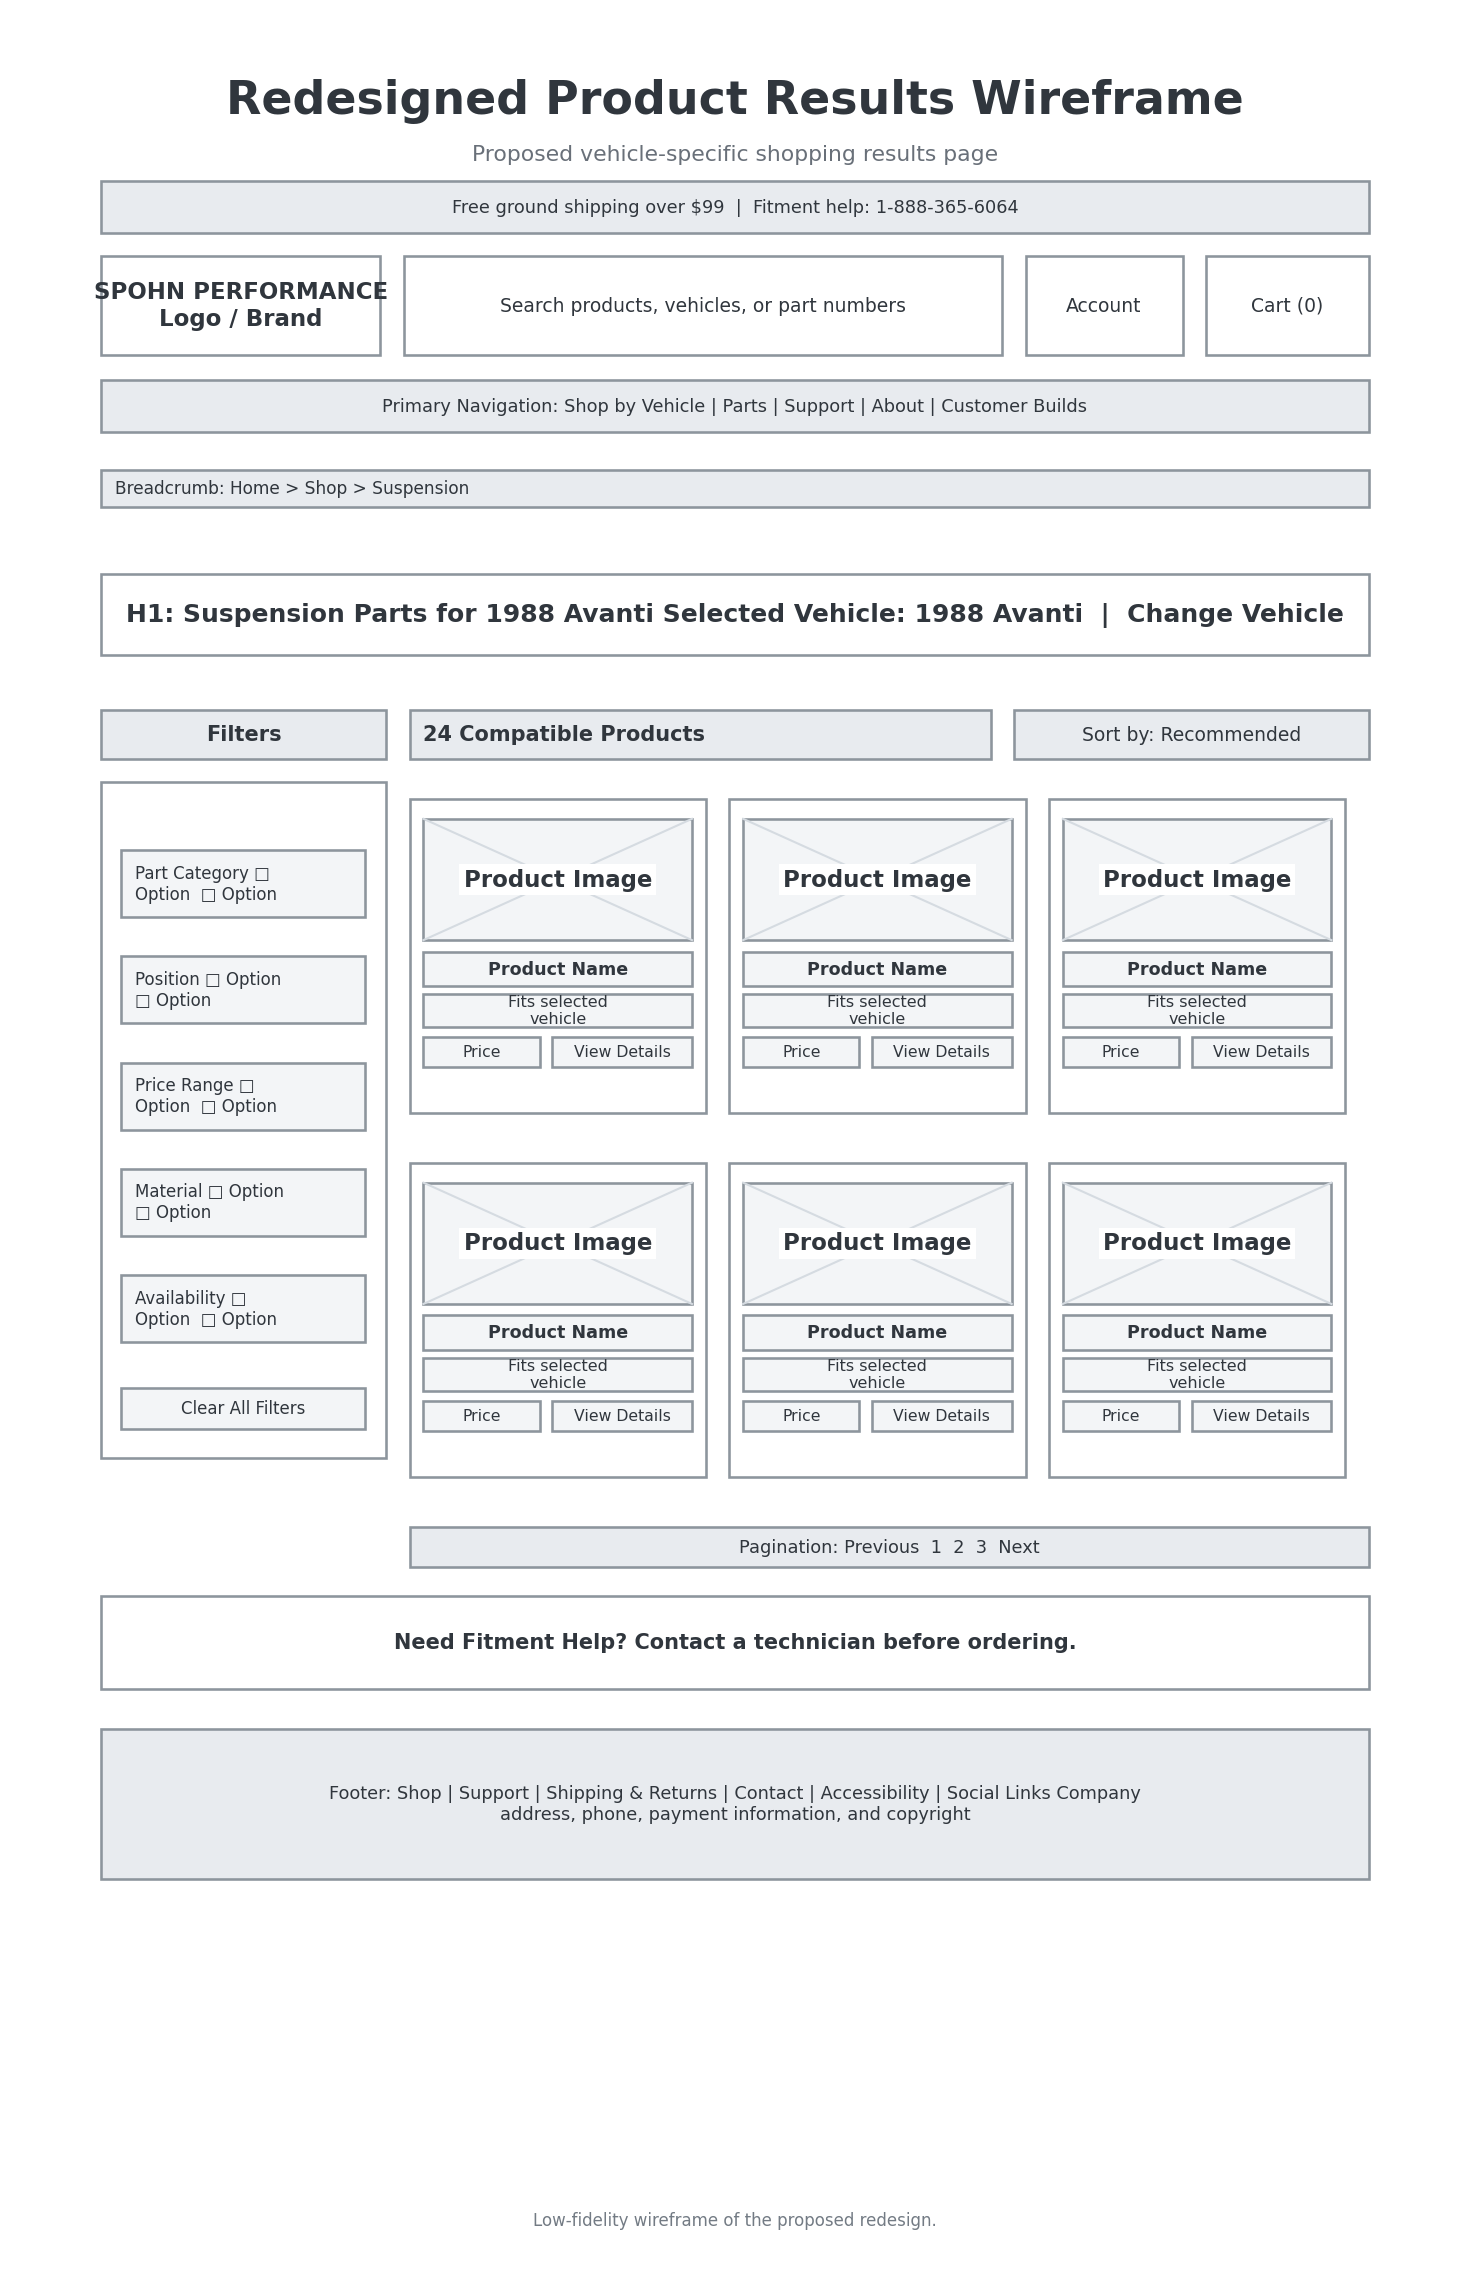 Redesigned Product Results Wireframe
Proposed vehicle-specific shopping results page
Free ground shipping over $99  |  Fitment help: 1-888-365-6064
SPOHN PERFORMANCE
Logo / Brand
Search products, vehicles, or part numbers
Account
Cart (0)
Primary Navigation: Shop by Vehicle | Parts | Support | About | Customer Builds
Breadcrumb: Home > Shop > Suspension
H1: Suspension Parts for 1988 Avanti Selected Vehicle: 1988 Avanti  |  Change Vehicle
Filters
24 Compatible Products
Sort by: Recommended
Part Category □
Option  □ Option
Position □ Option
□ Option
Price Range □
Option  □ Option
Material □ Option
□ Option
Availability □
Option  □ Option
Clear All Filters
Product Image
Product Name
Fits selected
vehicle
Price
View Details
Product Image
Product Name
Fits selected
vehicle
Price
View Details
Product Image
Product Name
Fits selected
vehicle
Price
View Details
Product Image
Product Name
Fits selected
vehicle
Price
View Details
Product Image
Product Name
Fits selected
vehicle
Price
View Details
Product Image
Product Name
Fits selected
vehicle
Price
View Details
Pagination: Previous  1  2  3  Next
Need Fitment Help? Contact a technician before ordering.
Footer: Shop | Support | Shipping & Returns | Contact | Accessibility | Social Links Company
address, phone, payment information, and copyright
Low-fidelity wireframe of the proposed redesign.